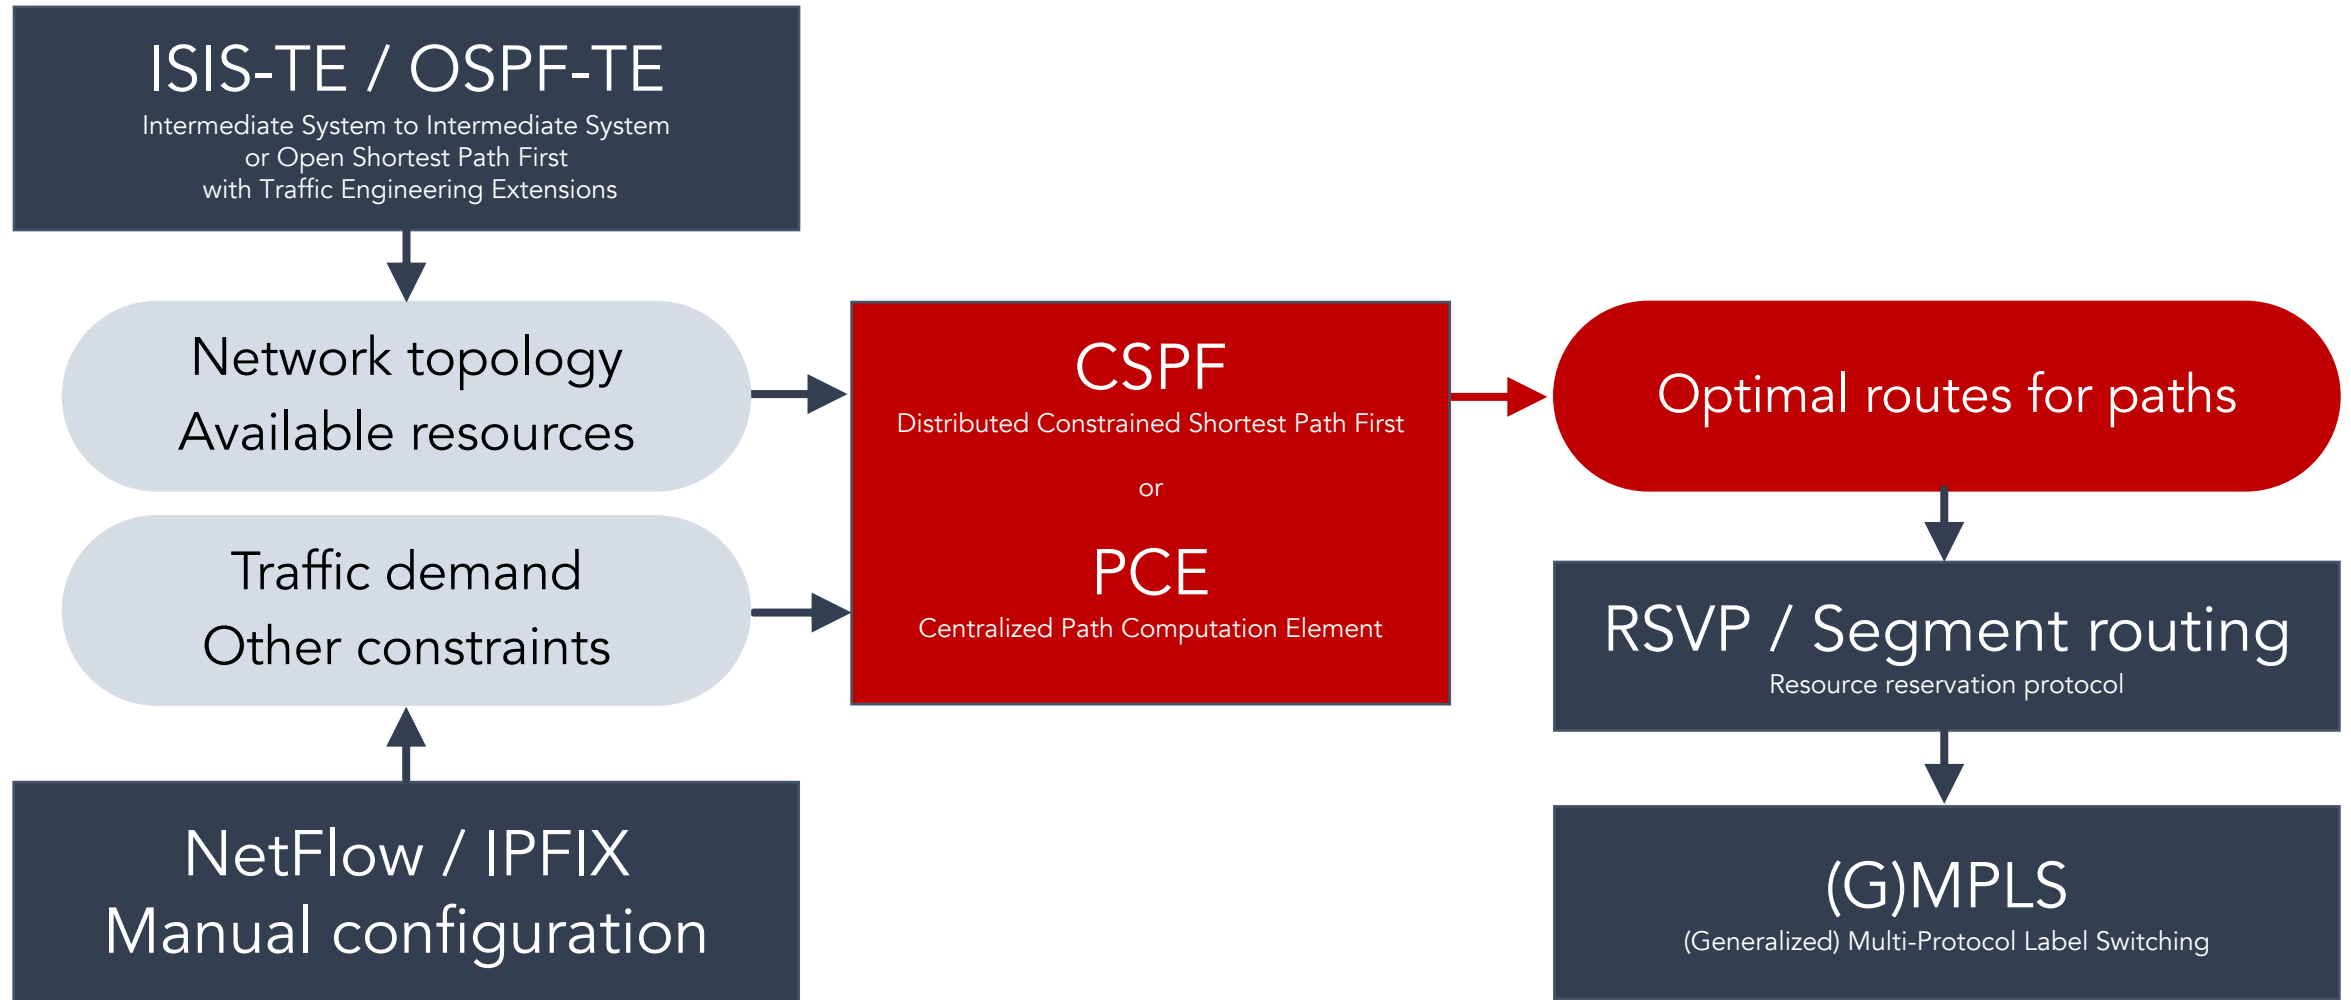 ISIS-TE / OSPF-TE
Intermediate System to Intermediate System
or Open Shortest Path First
with Traffic Engineering Extensions
Network topology
Available resources
Traffic demand
Other constraints
NetFlow / IPFIX
Manual configuration
CSPF
Distributed Constrained Shortest Path First
or
PCE
Centralized Path Computation Element
Optimal routes for paths
RSVP / Segment routing
Resource reservation protocol
(G)MPLS
(Generalized) Multi-Protocol Label Switching